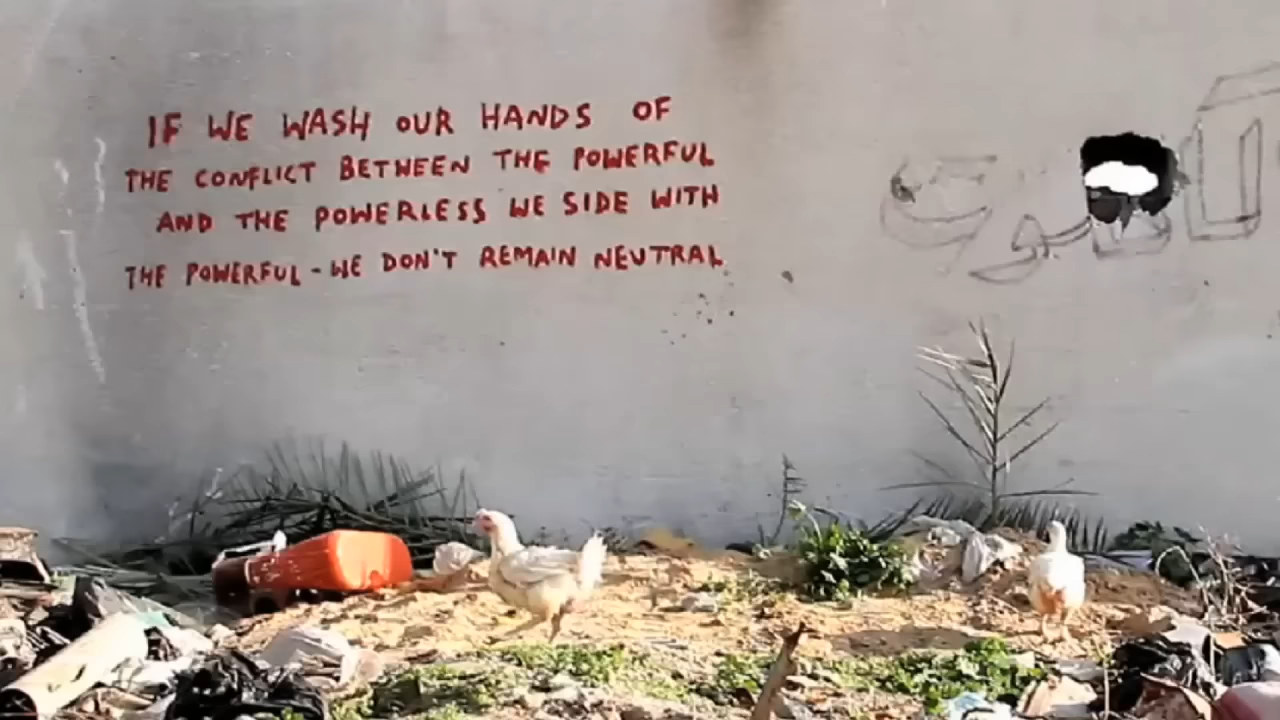 IF WE WASH OUR HANDS OF
THE CONFLICT BETWEEN THE POWERFUL
AND THE POWERLESS WE SIDE WITH
THE POWERFUL - WE DON'T REMAIN NEUTRAL